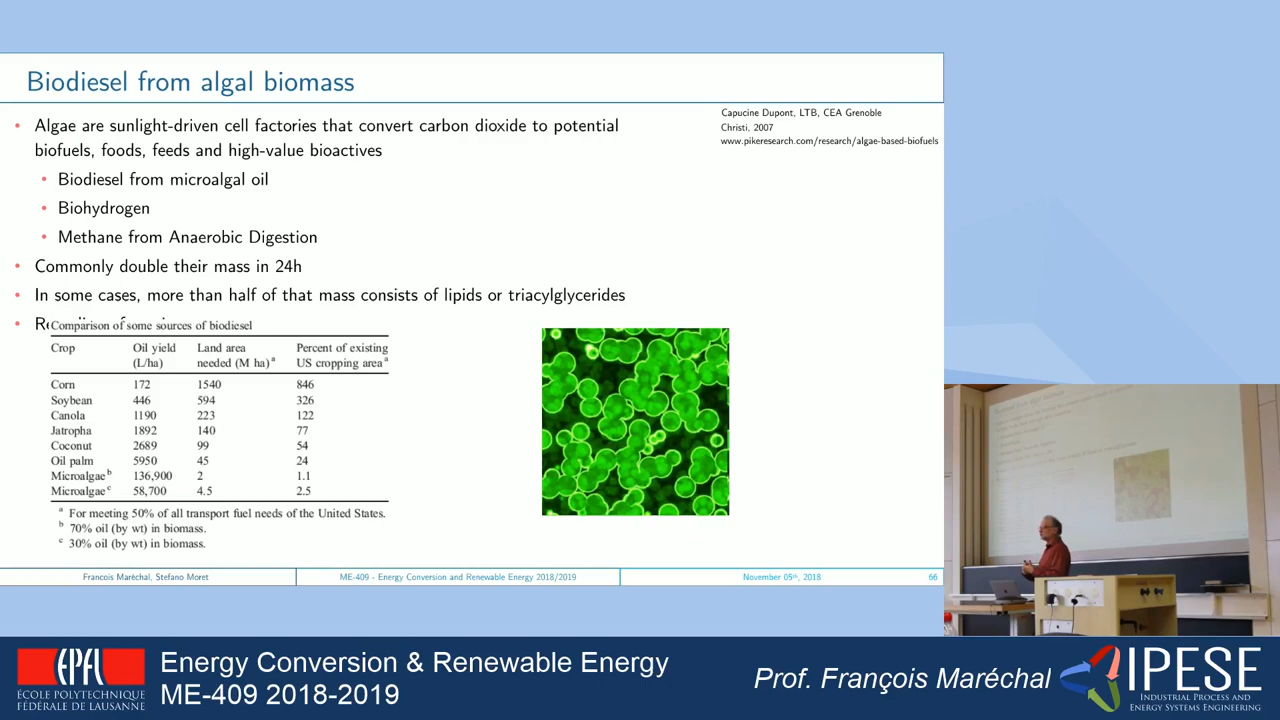 Biodiesel from algal biomass
Capucine Dupont, LTB, CEA Grenoble
Christi, 2007
www.pikeresearch.com/research/algae-based-biofuels
• Algae are sunlight-driven cell factories that convert carbon dioxide to potential
biofuels, foods, feeds and high-value bioactives
• Biodiesel from microalgal oil
• Biohydrogen
• Methane from Anaerobic Digestion
• Commonly double their mass in 24h
• In some cases, more than half of that mass consists of lipids or triacylglycerides
Comparison of some sources of biodiesel
Crop Oil yield Land area Percent of existing
(L/ha) needed (M ha) a US cropping area a
Corn 172 1540 846
Soybean 446 594 326
Canola 1190 223 122
Jatropha 1892 140 77
Coconut 2689 99 54
Oil palm 5950 45 24
Microalgae b 136,900 2 1.1
Microalgae c 58,700 4.5 2.5
a For meeting 50% of all transport fuel needs of the United States.
b 70% oil (by wt) in biomass.
c 30% oil (by wt) in biomass.
Francois Maréchal, Stefano Moret ME-409 - Energy Conversion and Renewable Energy 2018/2019 November 05th, 2018 66
EPFL
ÉCOLE POLYTECHNIQUE
FÉDÉRALE DE LAUSANNE
Energy Conversion & Renewable Energy
ME-409 2018-2019
Prof. François Maréchal
IPESE
Industrial Process and
Energy Systems Engineering